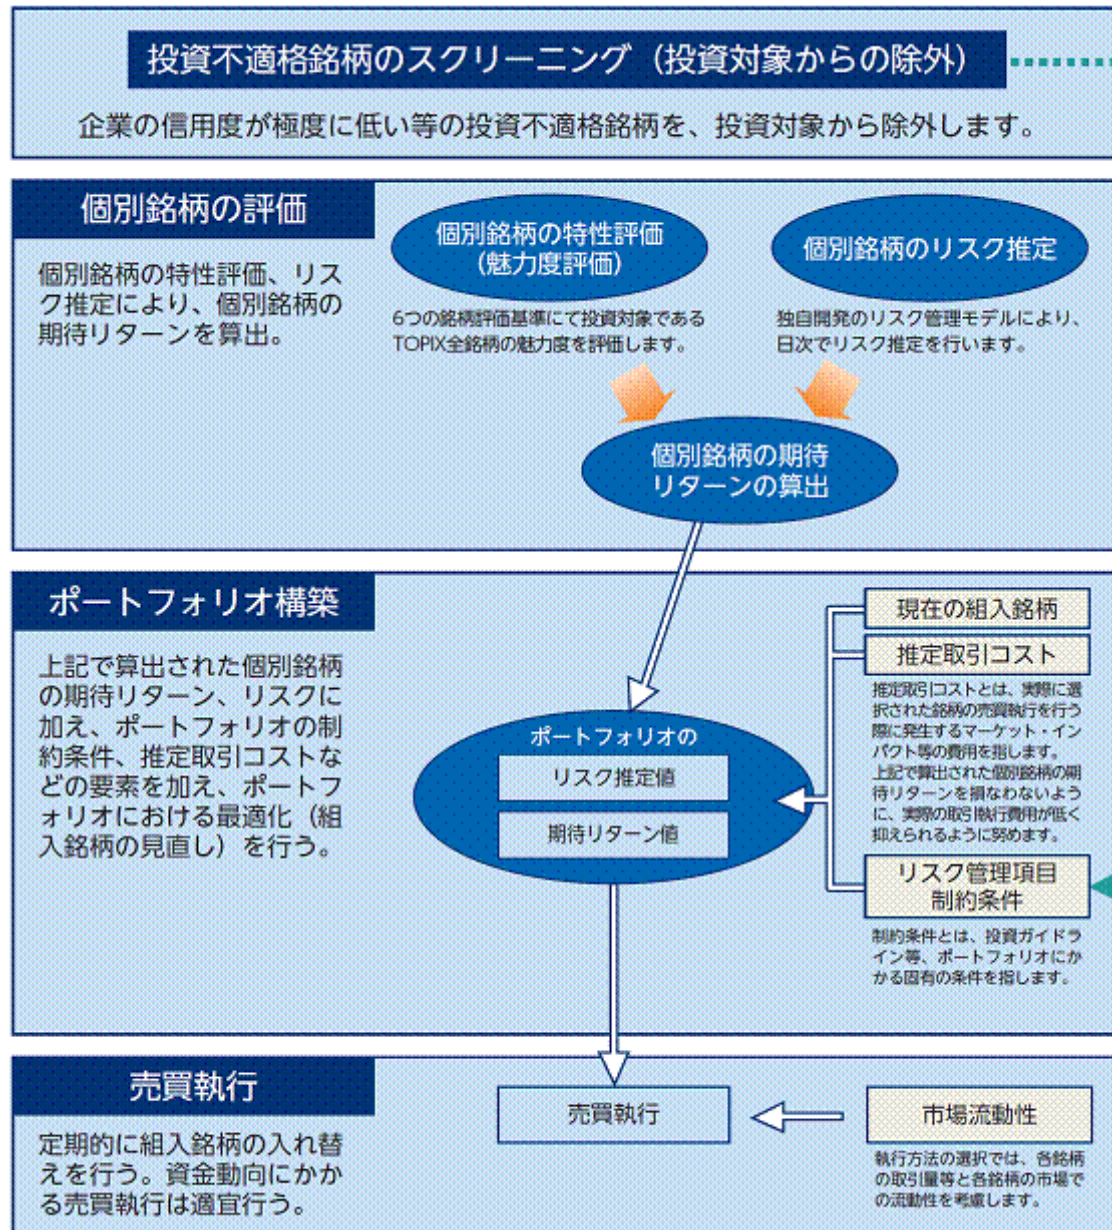 投資不適格銘柄のスクリーニング（投資対象からの除外）
企業の信用度が極度に低い等の投資不適格銘柄を、投資対象から除外します。
個別銘柄の評価
個別銘柄の特性評価、リス
ク推定により、個別銘柄の
期待リターンを算出。
個別銘柄の特性評価
（魅力度評価）
6つの銘柄評価基準にて投資対象である
TOPIX全銘柄の魅力度を評価します。
個別銘柄のリスク推定
独自開発のリスク管理モデルにより、
日次でリスク推定を行います。
個別銘柄の期待
リターンの算出
ポートフォリオ構築
上記で算出された個別銘柄
の期待リターン、リスクに
加え、ポートフォリオの制
約条件、推定取引コストな
どの要素を加え、ポートフ
ォリオにおける最適化（組
入銘柄の見直し）を行う。
ポートフォリオの
リスク推定値
期待リターン値
現在の組入銘柄
推定取引コスト
推定取引コストとは、実際に選
択された銘柄の売買執行を行う
際に発生するマーケット・イン
パクト等の費用を指します。
上記で算出された個別銘柄の期
待リターンを損なわないよう
に、実際の取引執行費用が低く
抑えられるように努めます。
リスク管理項目
制約条件
制約条件とは、投資ガイドラ
イン等、ポートフォリオにか
かる固有の条件を指します。
売買執行
定期的に組入銘柄の入れ替
えを行う。資金動向にかか
る売買執行は適宜行う。
売買執行
市場流動性
執行方法の選択では、各銘柄
の取引量等と各銘柄の市場で
の流動性を考慮します。